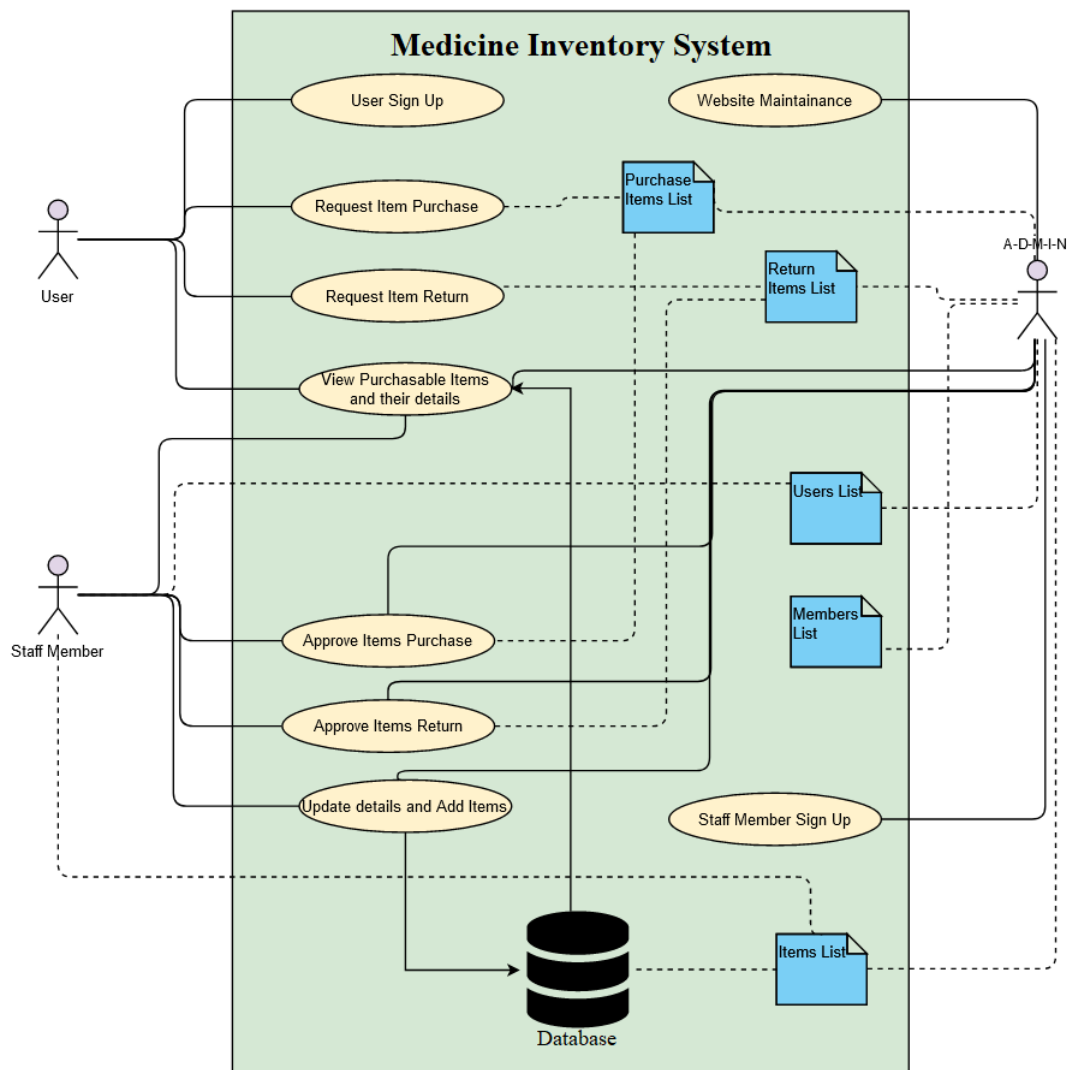 Medicine Inventory System
User Sign Up
Website Maintainance
Purchase
Items List
Request Item Purchase
A-D-M-I-N
Return
Items List
Request Item Return
User
View Purchasable Items
and their details
Users List
Members
List
Approve Items Purchase
Staff Member
Approve Items Return
Update details and Add Items
Staff Member Sign Up
Items List
Database